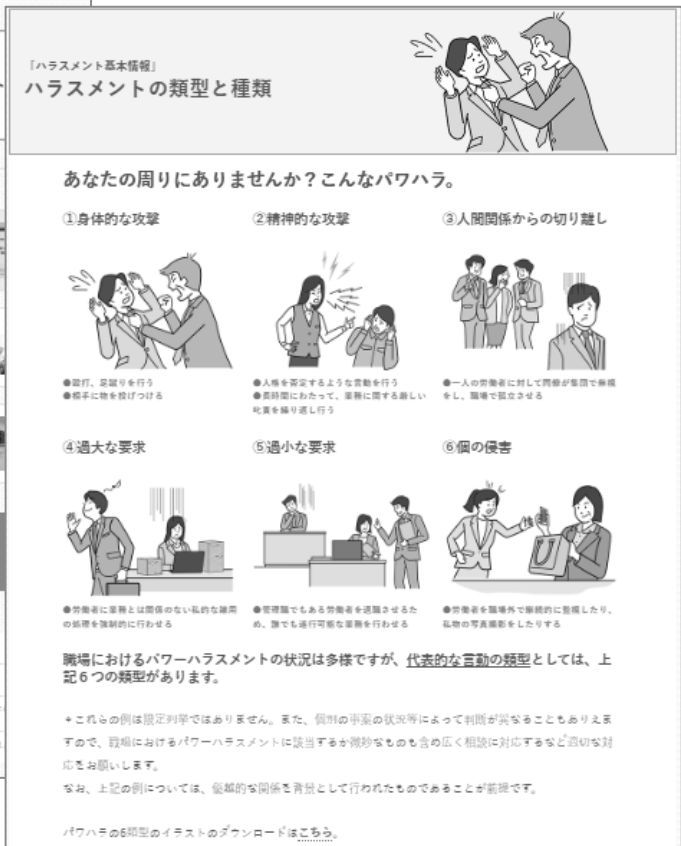 「ハラスメント基本情報」
ハラスメントの類型と種類
あなたの周りにありませんか？こんなパワハラ。
①身体的な攻撃
●殴打、足蹴りを行う
●相手に物を投げつける
②精神的な攻撃
●人格を否定するような言動を行う
●長時間にわたって、業務に関する厳しい
叱責を繰り返し行う
③人間関係からの切り離し
●一人の労働者に対して同僚が集団で無視
をし、職場で孤立させる
④過大な要求
●労働者に業務とは関係のない私的な雑用
の処理を強制的に行わせる
⑤過小な要求
●管理職でもある労働者を退職させるた
め、誰でも遂行可能な業務を行わせる
⑥個の侵害
●労働者を職場外で継続的に監視したり、
私物の写真撮影をしたりする
職場におけるパワーハラスメントの状況は多様ですが、代表的な言動の類型としては、上
記６つの類型があります。
＊これらの例は限定列挙ではありません。また、個別の事案の状況等によって判断が異なることもありえま
すので、職場におけるパワーハラスメントに該当するか微妙なものも含め広く相談に対応するなど適切な対
応をお願いします。
なお、上記の例については、優越的な関係を背景として行われたものであることが前提です。
パワハラの6類型のイラストのダウンロードはこちら。